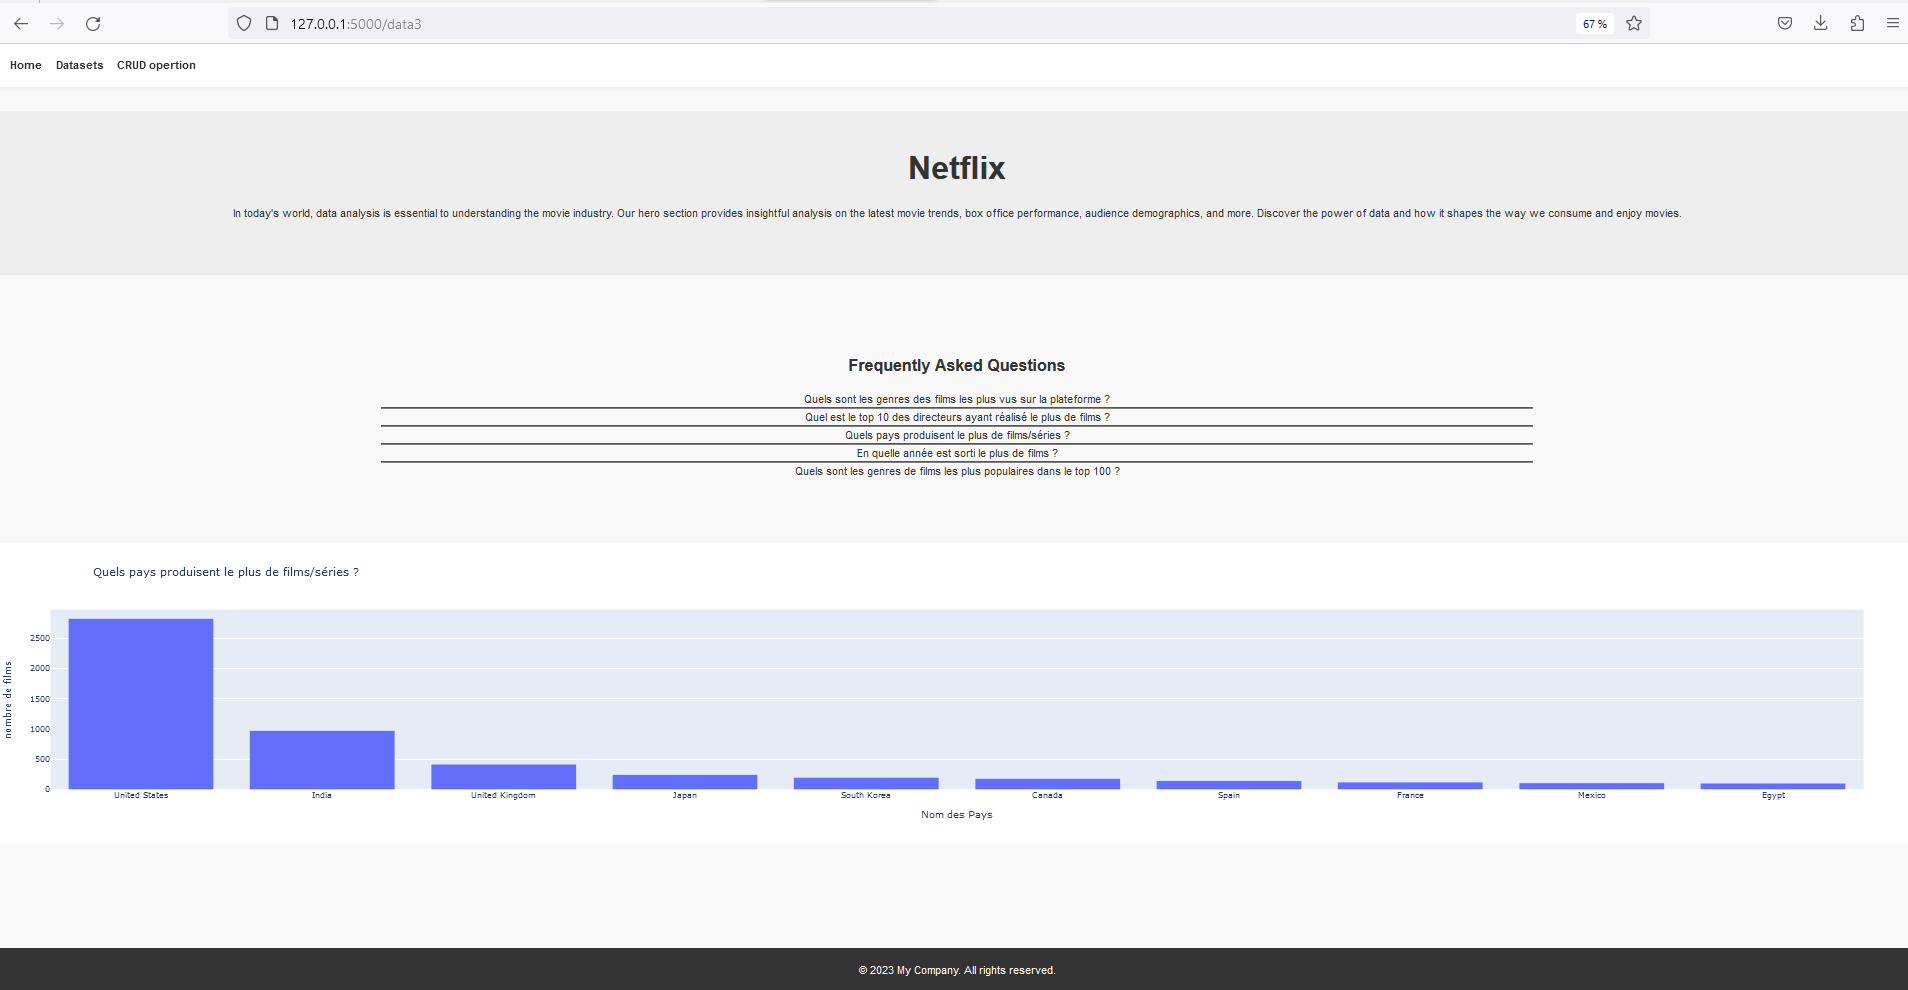 127.0.0.1:5000/data3
67 %
Home Datasets CRUD opertion
Netflix
In today's world, data analysis is essential to understanding the movie industry. Our hero section provides insightful analysis on the latest movie trends, box office performance, audience demographics, and more. Discover the power of data and how it shapes the way we consume and enjoy movies.
Frequently Asked Questions
Quels sont les genres des films les plus vus sur la plateforme ?
Quel est le top 10 des directeurs ayant réalisé le plus de films ?
Quels pays produisent le plus de films/séries ?
En quelle année est sorti le plus de films ?
Quels sont les genres de films les plus populaires dans le top 100 ?
Quels pays produisent le plus de films/séries ?
nombre de films
2500
2000
1500
1000
500
0
United States India United Kingdom Japan South Korea Canada Spain France Mexico Egypt
Nom des Pays
© 2023 My Company. All rights reserved.